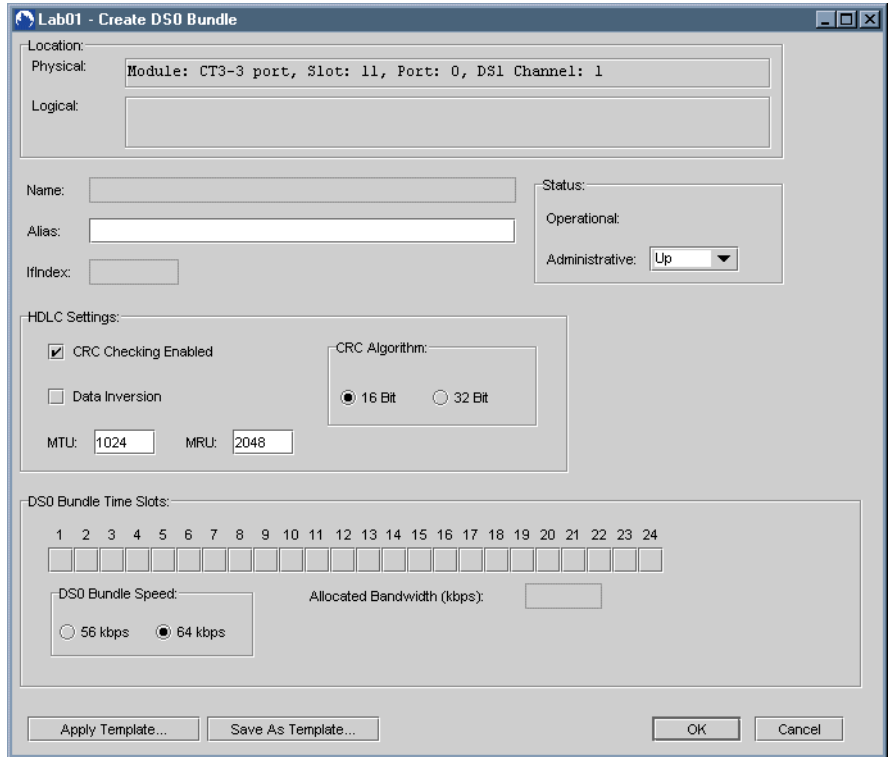 Lab01 - Create DS0 Bundle
Location:
Physical: Module: CT3-3 port, Slot: 11, Port: 0, DS1 Channel: 1
Logical:
Name:
Alias:
IfIndex:
Status:
Operational:
Administrative: Up
HDLC Settings:
CRC Checking Enabled
Data Inversion
MTU: 1024 MRU: 2048
CRC Algorithm:
16 Bit 32 Bit
DS0 Bundle Time Slots:
1 2 3 4 5 6 7 8 9 10 11 12 13 14 15 16 17 18 19 20 21 22 23 24
DS0 Bundle Speed:
56 kbps 64 kbps
Allocated Bandwidth (kbps):
Apply Template... Save As Template... OK Cancel